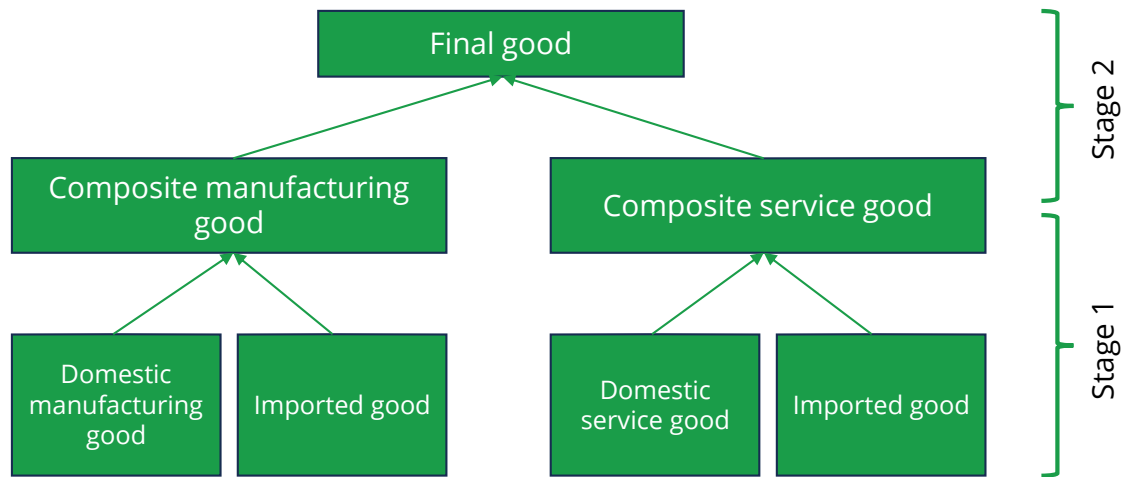 Final good
Stage 2
Composite manufacturing
good
Composite service good
Stage 1
Domestic
manufacturing
good
Imported good
Domestic
service good
Imported good